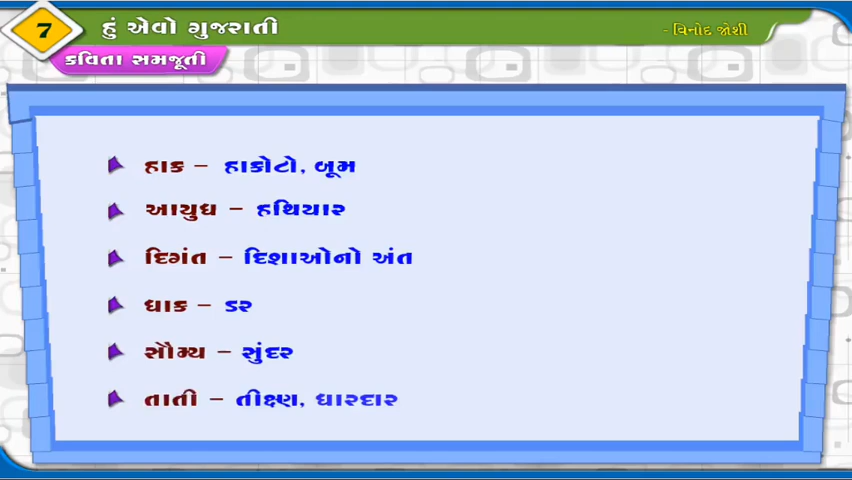 7
હું એવો ગુજરાતી
- વિનોદ જોશી
કવિતા સમજૂતી
હાક – હાકોટો, બૂમ
આયુધ – હથિયાર
દિગંત – દિશાઓનો અંત
ધાક – ડર
સૌમ્ય – સુંદર
તાતી – તીક્ષ્ણ, ધારદાર